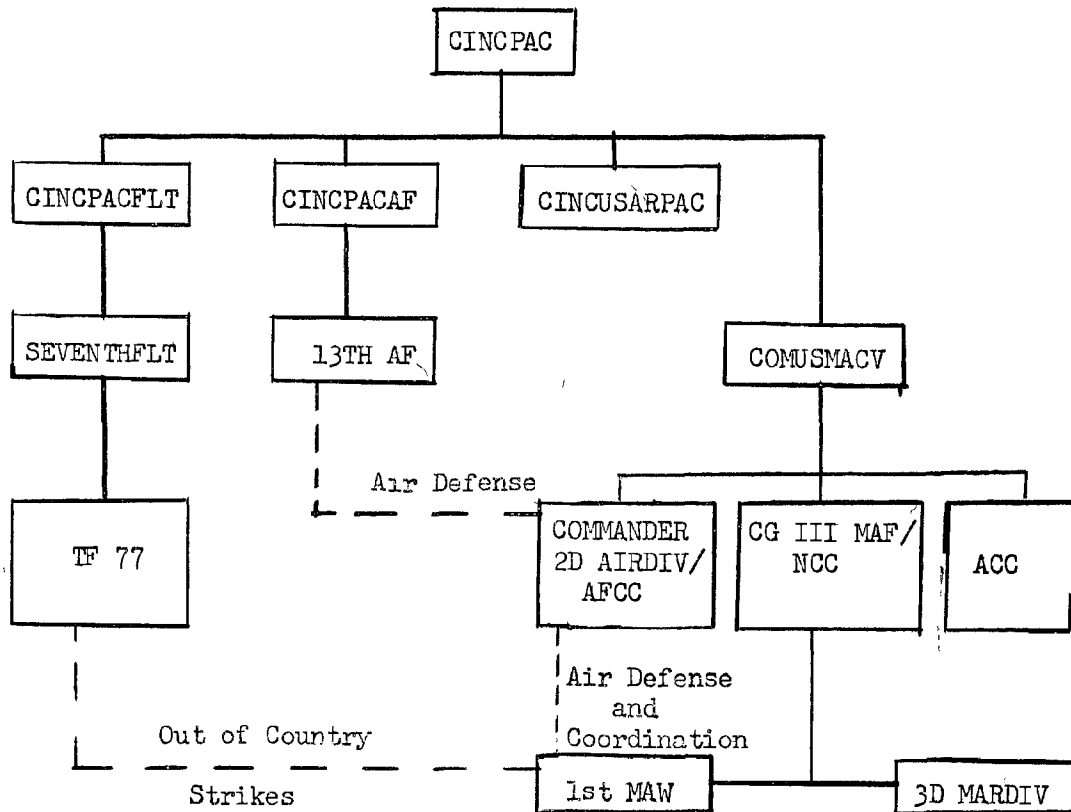 CINCPAC
CINCPACFLT
CINCPACAF
CINCUSARPAC
SEVENTHFLT
13TH AF
COMUSMACV
Air Defense
TF 77
COMMANDER
2D AIRDIV/
AFCC
CG III MAF/
NCC
ACC
Air Defense
and
Coordination
Out of Country
Strikes
1st MAW
3D MARDIV